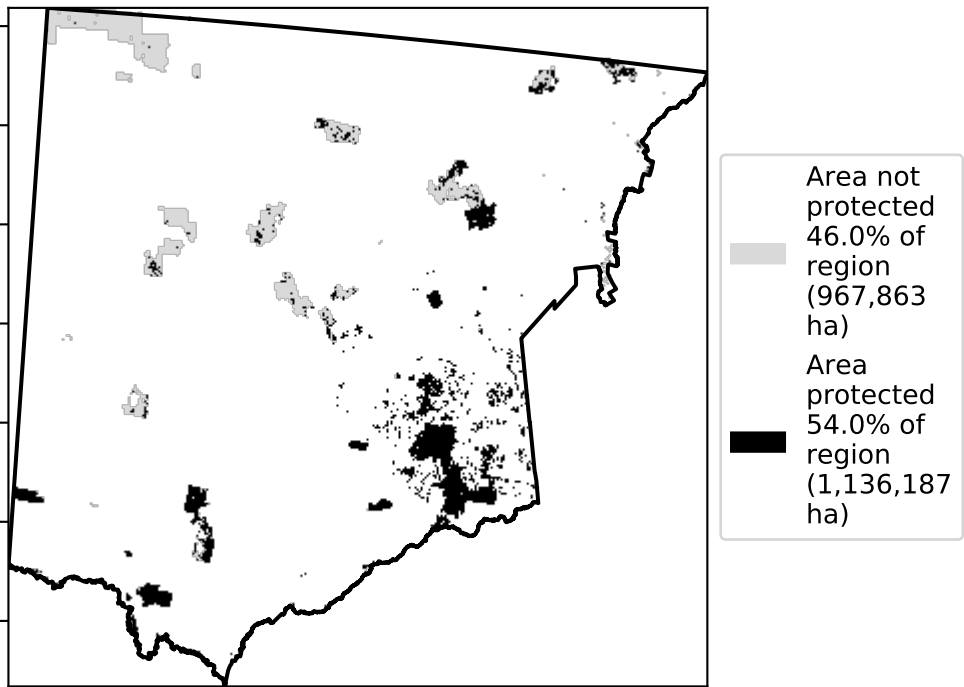 Area not
protected
46.0% of
region
(967,863
ha)
Area
protected
54.0% of
region
(1,136,187
ha)